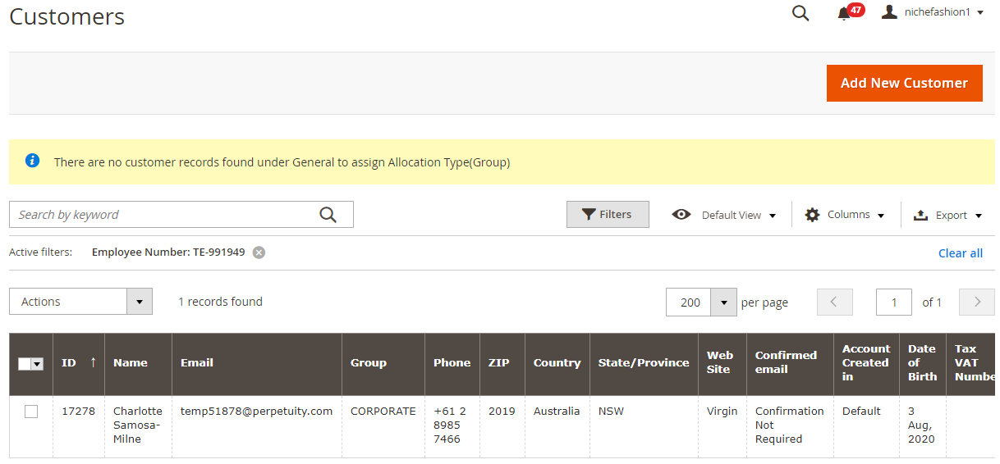 Customers
47
nichefashion1
Add New Customer
There are no customer records found under General to assign Allocation Type(Group)
Search by keyword
Filters
Default View
Columns
Export
Active filters:
Employee Number: TE-991949
Clear all
Actions
1 records found
200
per page
1
of 1
ID ↑
Name
Email
Group
Phone
ZIP
Country
State/Province
Web
Site
Confirmed
email
Account
Created
in
Date
of
Birth
Tax
VAT
Numbe
17278
Charlotte
Samosa-
Milne
temp51878@perpetuity.com
CORPORATE
+61 2
8985
7466
2019
Australia
NSW
Virgin
Confirmation
Not
Required
Default
3
Aug,
2020